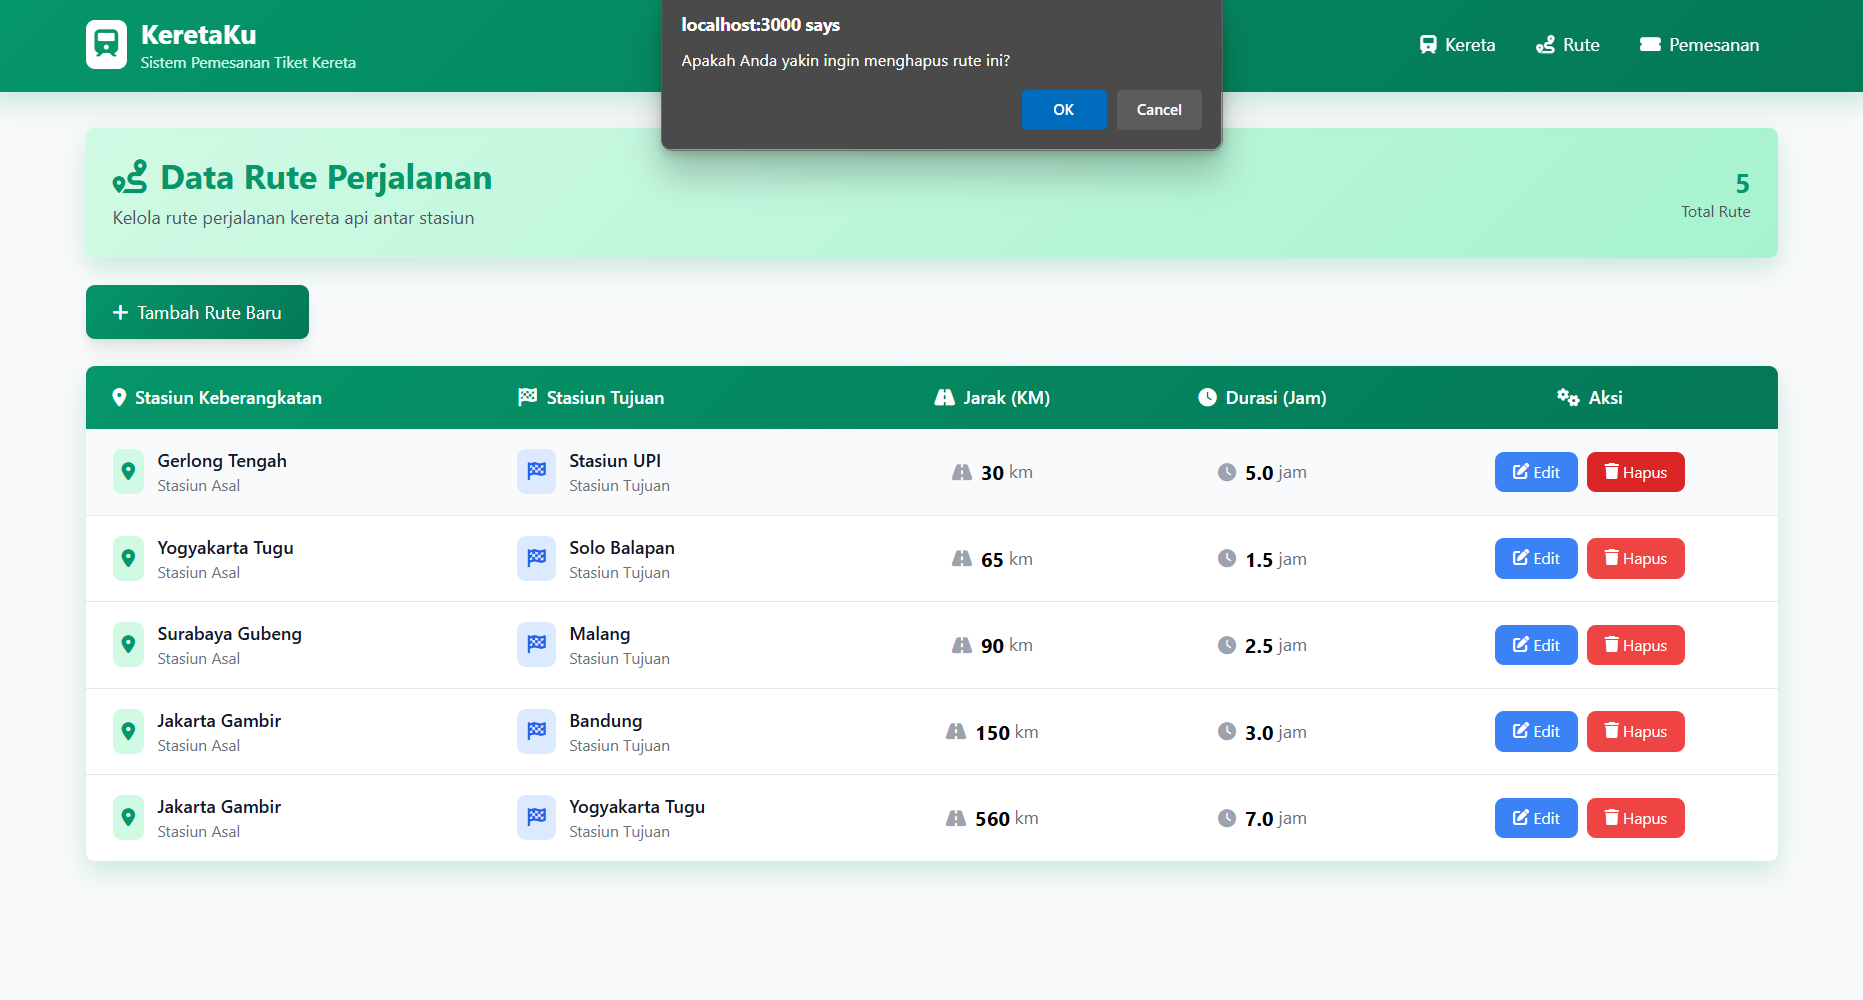 KeretaKu
Sistem Pemesanan Tiket Kereta
localhost:3000 says
Apakah Anda yakin ingin menghapus rute ini?
OK Cancel
Kereta Rute Pemesanan
Data Rute Perjalanan
Kelola rute perjalanan kereta api antar stasiun
5
Total Rute
Tambah Rute Baru
Stasiun Keberangkatan Stasiun Tujuan Jarak (KM) Durasi (Jam) Aksi
Gerlong Tengah
Stasiun Asal
Stasiun UPI
Stasiun Tujuan
30 km
5.0 jam
Edit Hapus
Yogyakarta Tugu
Stasiun Asal
Solo Balapan
Stasiun Tujuan
65 km
1.5 jam
Edit Hapus
Surabaya Gubeng
Stasiun Asal
Malang
Stasiun Tujuan
90 km
2.5 jam
Edit Hapus
Jakarta Gambir
Stasiun Asal
Bandung
Stasiun Tujuan
150 km
3.0 jam
Edit Hapus
Jakarta Gambir
Stasiun Asal
Yogyakarta Tugu
Stasiun Tujuan
560 km
7.0 jam
Edit Hapus